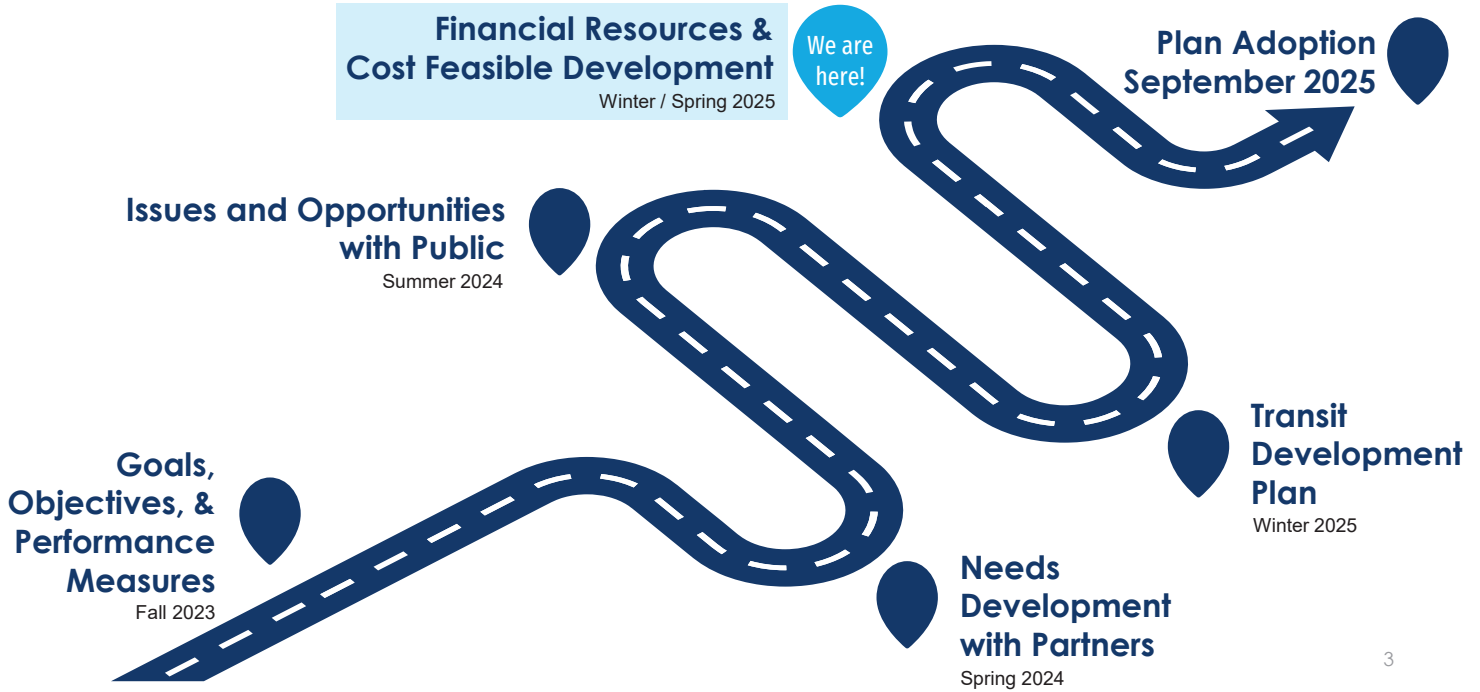 Financial Resources &
Cost Feasible Development
Winter / Spring 2025
We are
here!
Plan Adoption
September 2025
Issues and Opportunities
with Public
Summer 2024
Transit
Development
Plan
Winter 2025
Goals,
Objectives, &
Performance
Measures
Fall 2023
Needs
Development
with Partners
Spring 2024
3